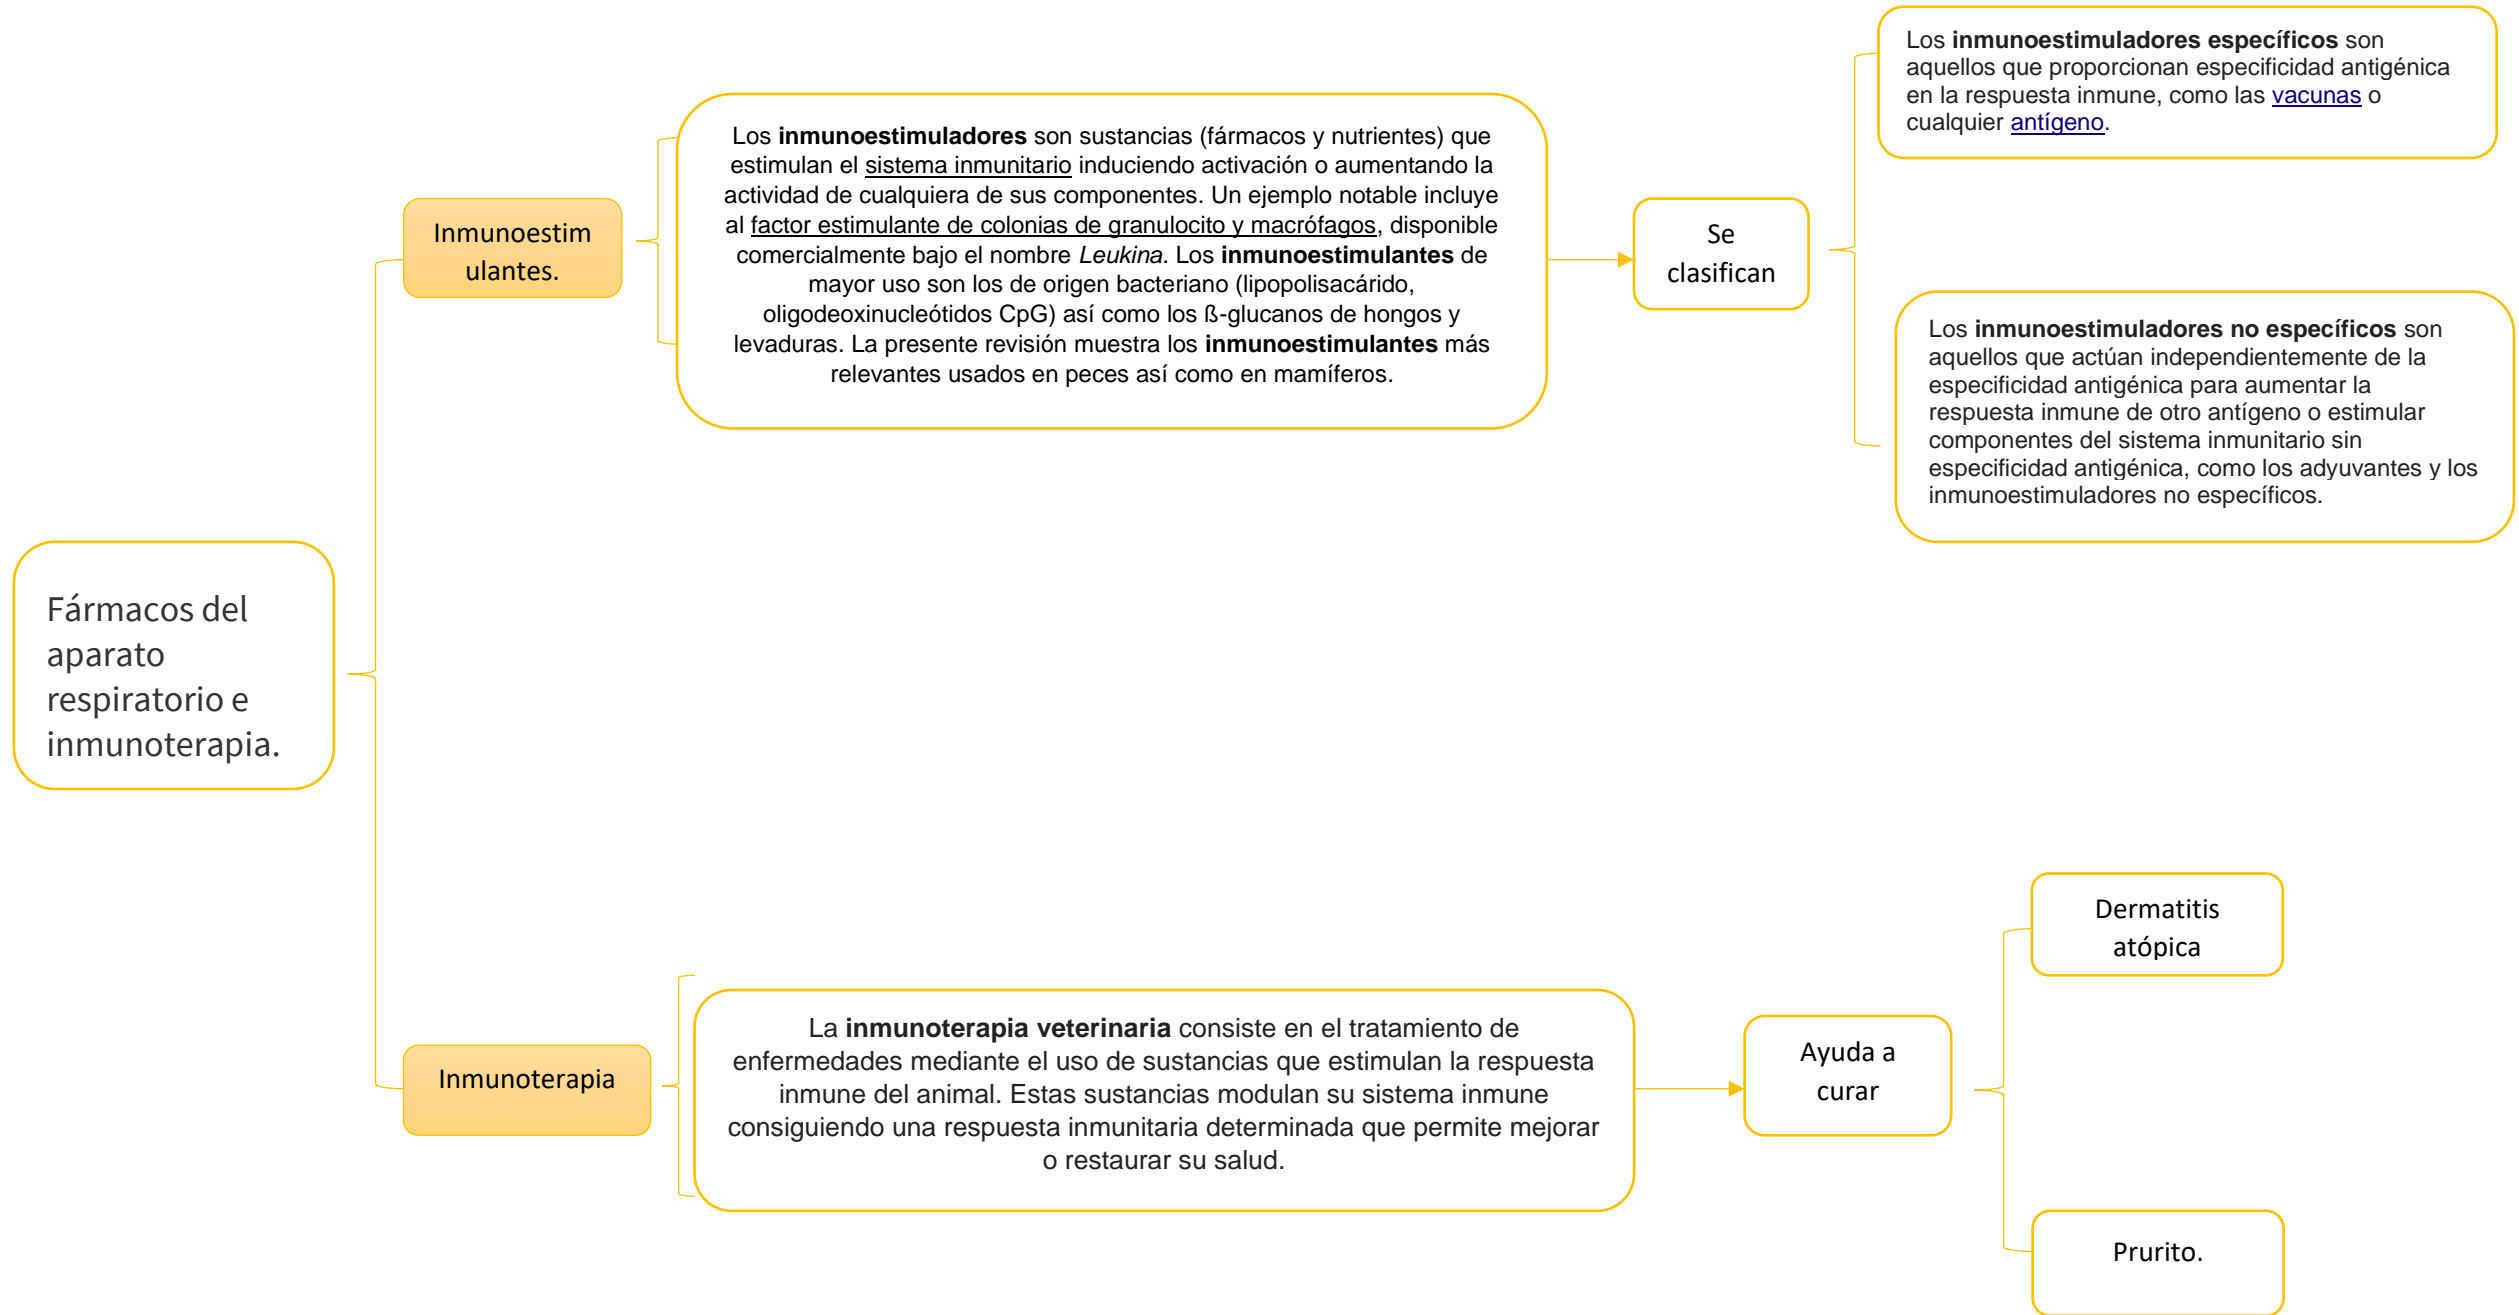 Fármacos del
aparato
respiratorio e
inmunoterapia.
Inmunoestim
ulantes.
Los inmunoestimuladores son sustancias (fármacos y nutrientes) que
estimulan el sistema inmunitario induciendo activación o aumentando la
actividad de cualquiera de sus componentes. Un ejemplo notable incluye
al factor estimulante de colonias de granulocito y macrófagos, disponible
comercialmente bajo el nombre Leukina. Los inmunoestimulantes de
mayor uso son los de origen bacteriano (lipopolisacárido,
oligodeoxinucleótidos CpG) así como los ß-glucanos de hongos y
levaduras. La presente revisión muestra los inmunoestimulantes más
relevantes usados en peces así como en mamíferos.
Se
clasifican
Los inmunoestimuladores específicos son
aquellos que proporcionan especificidad antigénica
en la respuesta inmune, como las vacunas o
cualquier antígeno.
Los inmunoestimuladores no específicos son
aquellos que actúan independientemente de la
especificidad antigénica para aumentar la
respuesta inmune de otro antígeno o estimular
componentes del sistema inmunitario sin
especificidad antigénica, como los adyuvantes y los
inmunoestimuladores no específicos.
Inmunoterapia
La inmunoterapia veterinaria consiste en el tratamiento de
enfermedades mediante el uso de sustancias que estimulan la respuesta
inmune del animal. Estas sustancias modulan su sistema inmune
consiguiendo una respuesta inmunitaria determinada que permite mejorar
o restaurar su salud.
Ayuda a
curar
Dermatitis
atópica
Prurito.